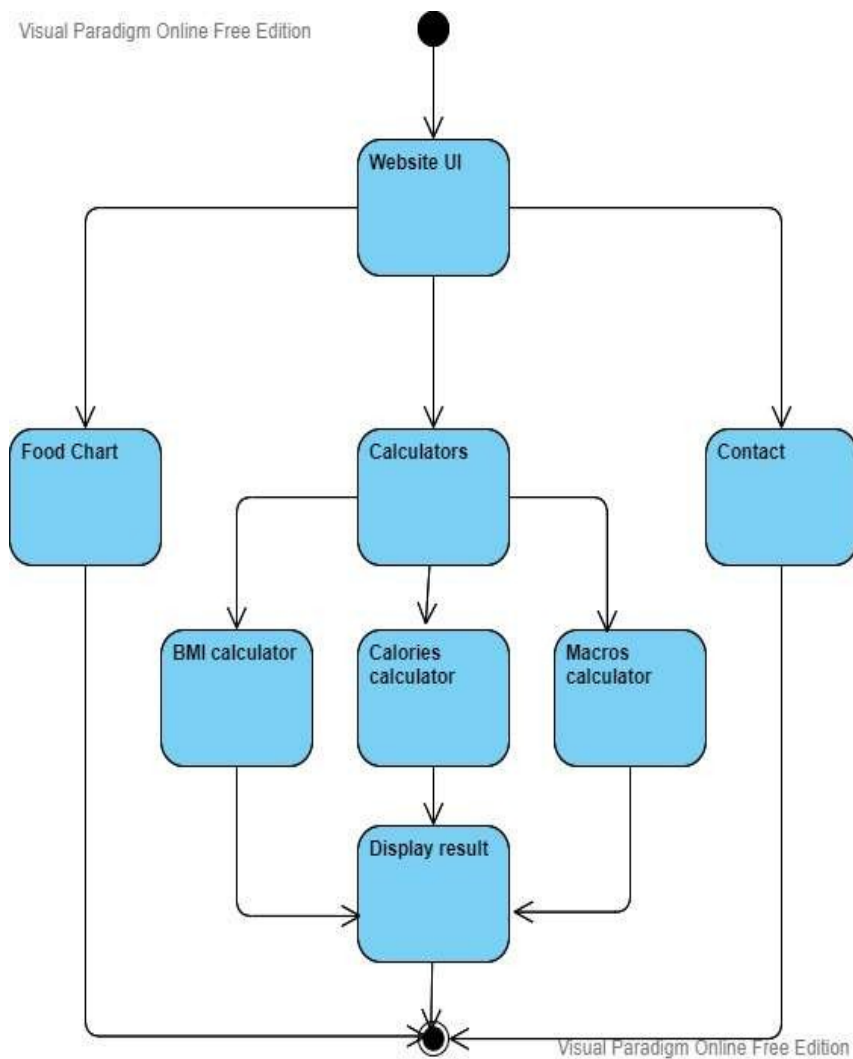 Visual Paradigm Online Free Edition
Website UI
Food Chart
Calculators
Contact
BMI calculator
Calories
calculator
Macros
calculator
Display result
Visual Paradigm Online Free Edition